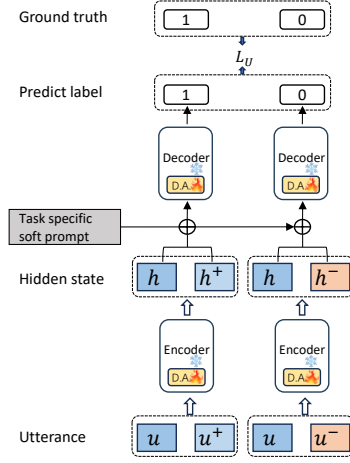 Ground truth
1
0
L_U
Predict label
1
0
Decoder
D.A.
Decoder
D.A.
Task specific
soft prompt
Hidden state
h
h⁺
h
h⁻
Encoder
D.A.
Encoder
D.A.
Utterance
u
u⁺
u
u⁻